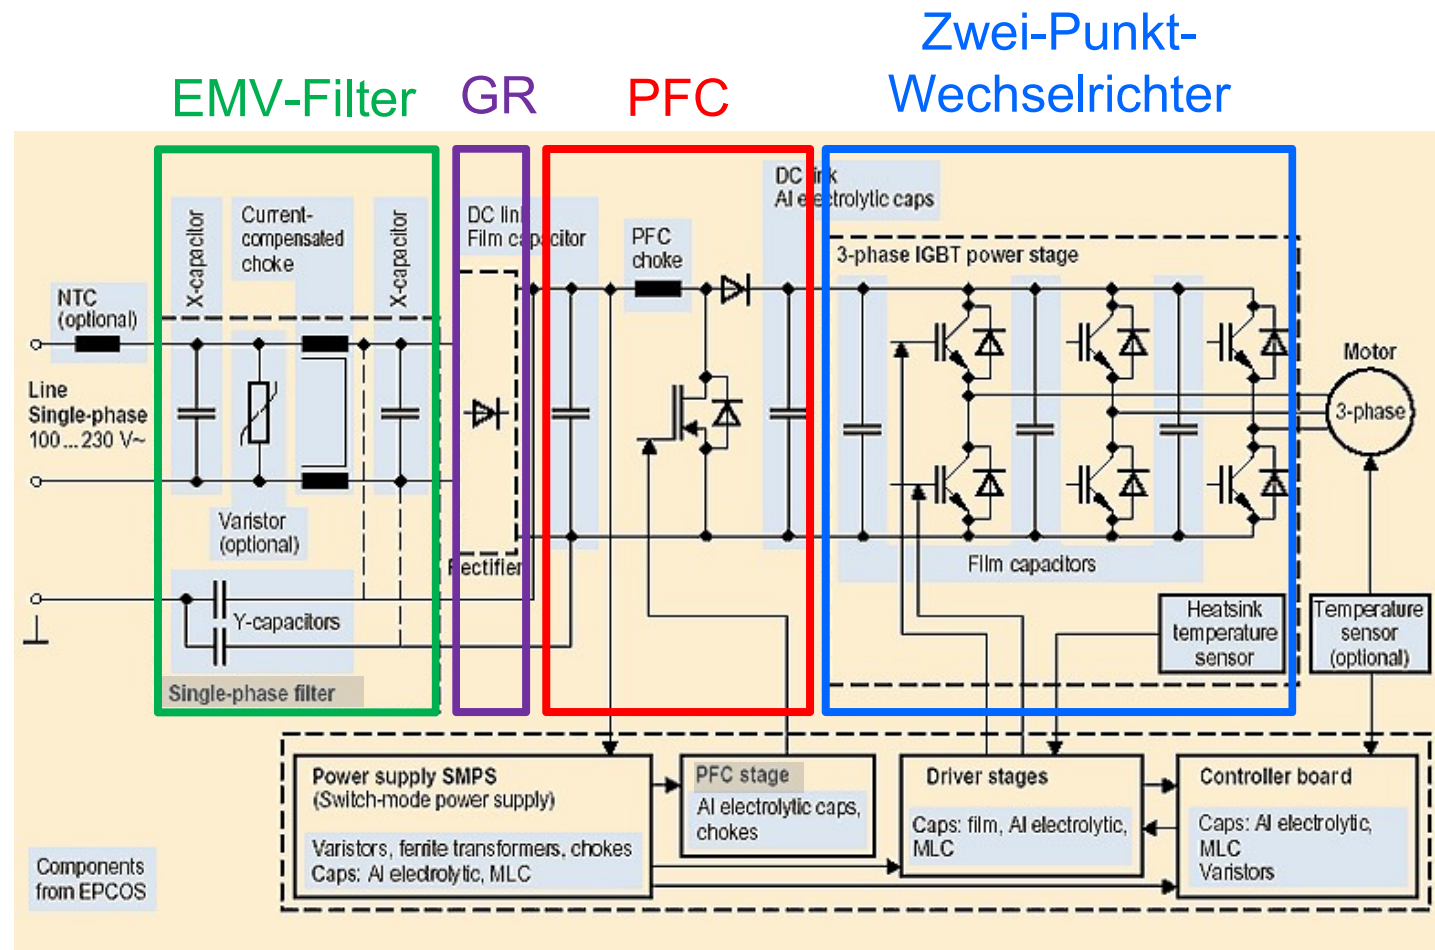 Zwei-Punkt-
Wechselrichter
EMV-Filter
GR
PFC
X-capacitor
Current-
compensated
choke
X-capacitor
DC link
Film capacitor
PFC
choke
DC link
Al electrolytic caps
3-phase IGBT power stage
NTC
(optional)
Line
Single-phase
100 ... 230 V~
Motor
3-phase
Varistor
(optional)
Rectifier
Film capacitors
Y-capacitors
Single-phase filter
Heatsink
temperature
sensor
Temperature
sensor
(optional)
Power supply SMPS
(Switch-mode power supply)
Varistors, ferrite transformers, chokes
Caps: Al electrolytic, MLC
PFC stage
Al electrolytic caps,
chokes
Driver stages
Caps: film, Al electrolytic,
MLC
Controller board
Caps: Al electrolytic,
MLC
Varistors
Components
from EPCOS